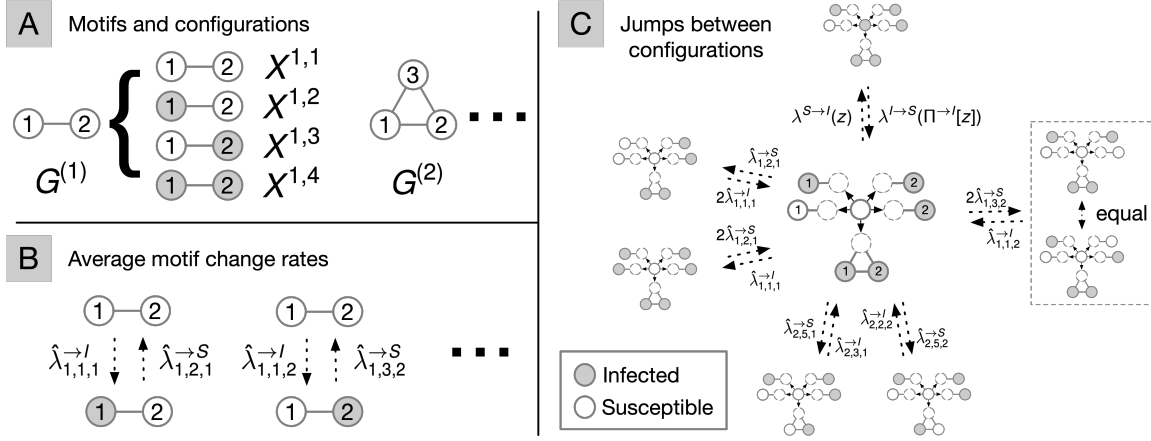 A
Motifs and configurations
1 2
G^(1)
{
1 2 X^{1,1}
1 2 X^{1,2}
1 2 X^{1,3}
1 2 X^{1,4}
3
1 2
G^(2)
B
Average motif change rates
1 2
λ̂^{→I}_{1,1,1} λ̂^{→S}_{1,2,1}
1 2
1 2
λ̂^{→I}_{1,1,2} λ̂^{→S}_{1,3,2}
1 2
C
Jumps between
configurations
λ^{S→I}(z) λ^{I→S}(Π^{→I}[z])
λ̂^{→S}_{1,2,1}
2λ̂^{→I}_{1,1,1}
2λ̂^{→S}_{1,2,1}
λ̂^{→I}_{1,1,1}
1 2
1 2
1 2
2λ̂^{→S}_{1,3,2}
λ̂^{→I}_{1,1,2}
equal
λ̂^{→S}_{2,5,1} λ̂^{→I}_{2,3,1}
λ̂^{→I}_{2,2,2} λ̂^{→S}_{2,5,2}
Infected
Susceptible